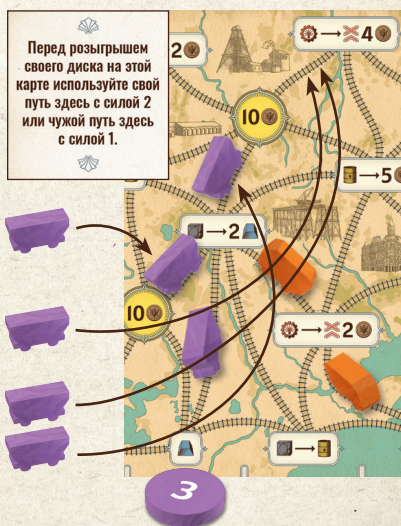 Перед розыгрышем
своего диска на этой
карте используйте свой
путь здесь с силой 2
или чужой путь здесь
с силой 1.
2
4
10
5
2
10
2
3